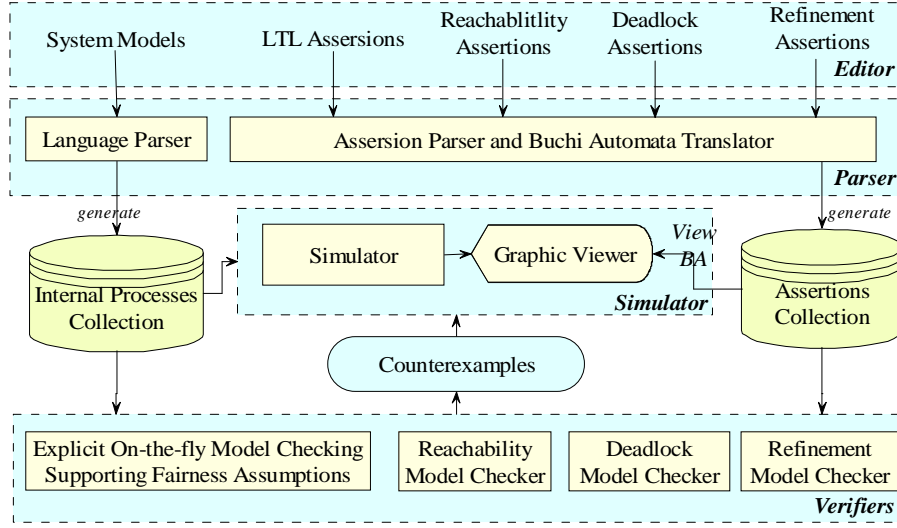 System Models
LTL Assersions
Reachablitlity
Assertions
Deadlock
Assertions
Refinement
Assertions
Editor
Language Parser
Assersion Parser and Buchi Automata Translator
Parser
generate
generate
Simulator
Graphic Viewer
View
BA
Simulator
Internal Processes
Collection
Assertions
Collection
Counterexamples
Explicit On-the-fly Model Checking
Supporting Fairness Assumptions
Reachability
Model Checker
Deadlock
Model Checker
Refinement
Model Checker
Verifiers